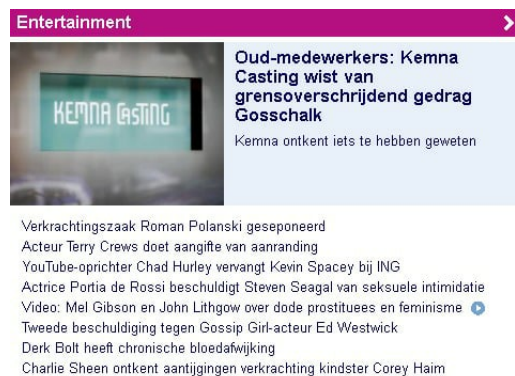 Entertainment
KEMNA CASTING
Oud-medewerkers: Kemna
Casting wist van
grensoverschrijdend gedrag
Gosschalk
Kemna ontkent iets te hebben geweten
Verkrachtingszaak Roman Polanski geseponeerd
Acteur Terry Crews doet aangifte van aanranding
YouTube-oprichter Chad Hurley vervangt Kevin Spacey bij ING
Actrice Portia de Rossi beschuldigt Steven Seagal van seksuele intimidatie
Video: Mel Gibson en John Lithgow over dode prostituees en feminisme
Tweede beschuldiging tegen Gossip Girl-acteur Ed Westwick
Derk Bolt heeft chronische bloedafwijking
Charlie Sheen ontkent aantijgingen verkrachting kindster Corey Haim